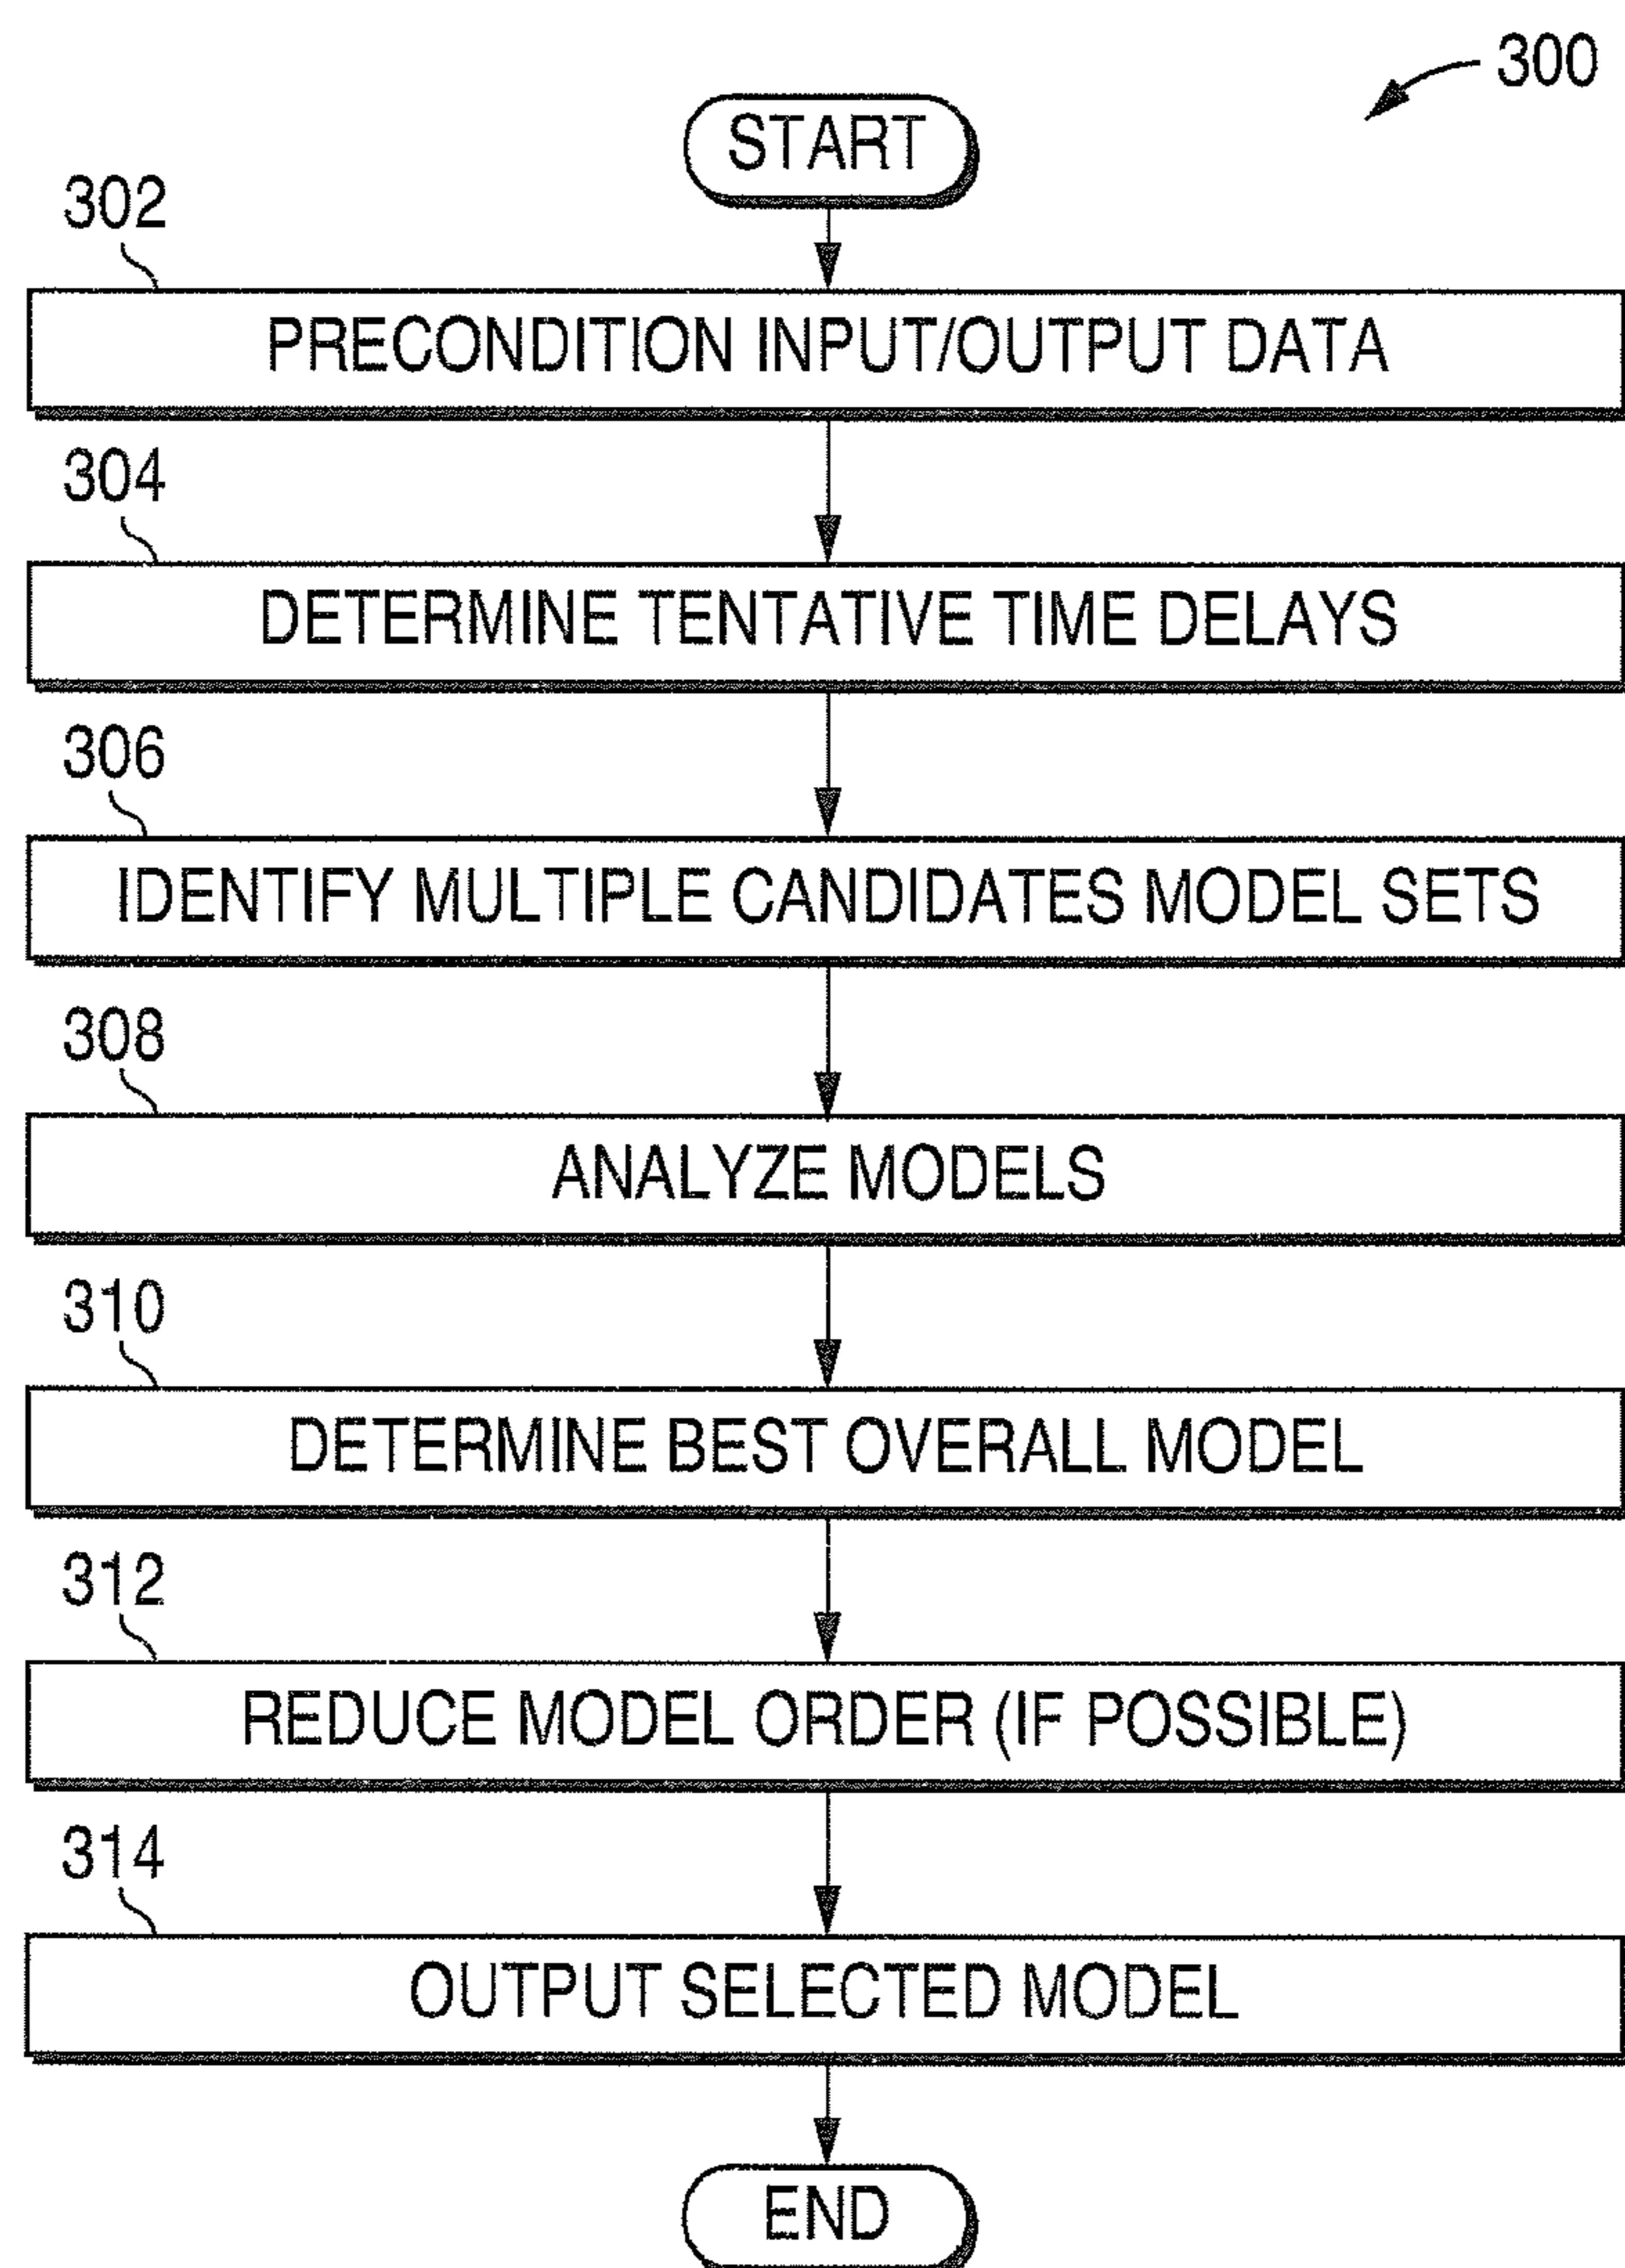 300
START
302
PRECONDITION INPUT/OUTPUT DATA
304
DETERMINE TENTATIVE TIME DELAYS
306
IDENTIFY MULTIPLE CANDIDATES MODEL SETS
308
ANALYZE MODELS
310
DETERMINE BEST OVERALL MODEL
312
REDUCE MODEL ORDER (IF POSSIBLE)
314
OUTPUT SELECTED MODEL
END